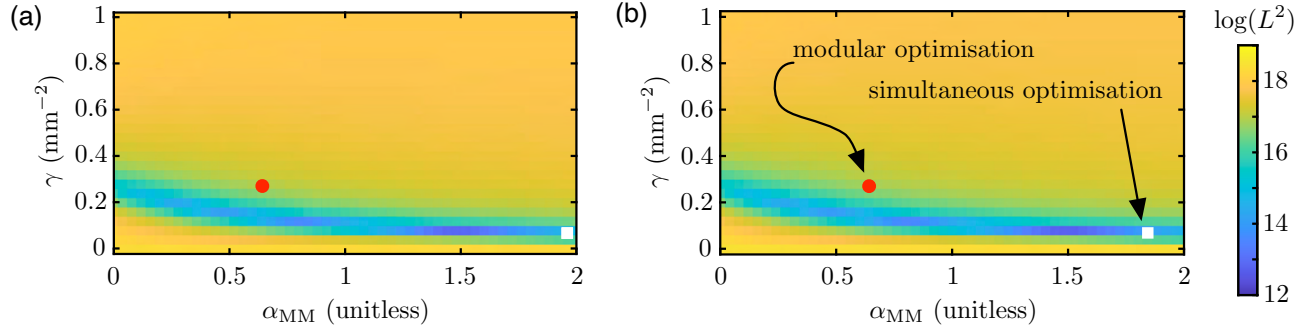 (a)
1
0.8
0.6
0.4
0.2
0
γ (mm⁻²)
0 0.5 1 1.5 2
α_MM (unitless)
(b)
modular optimisation
simultaneous optimisation
1
0.8
0.6
0.4
0.2
0
γ (mm⁻²)
0 0.5 1 1.5 2
α_MM (unitless)
log(L²)
18
16
14
12